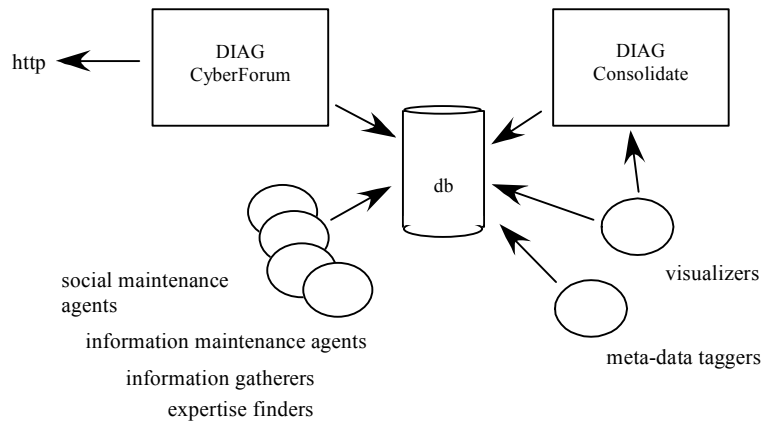 DIAG
CyberForum
DIAG
Consolidate
http
db
social maintenance
agents
visualizers
information maintenance agents
meta-data taggers
information gatherers
expertise finders